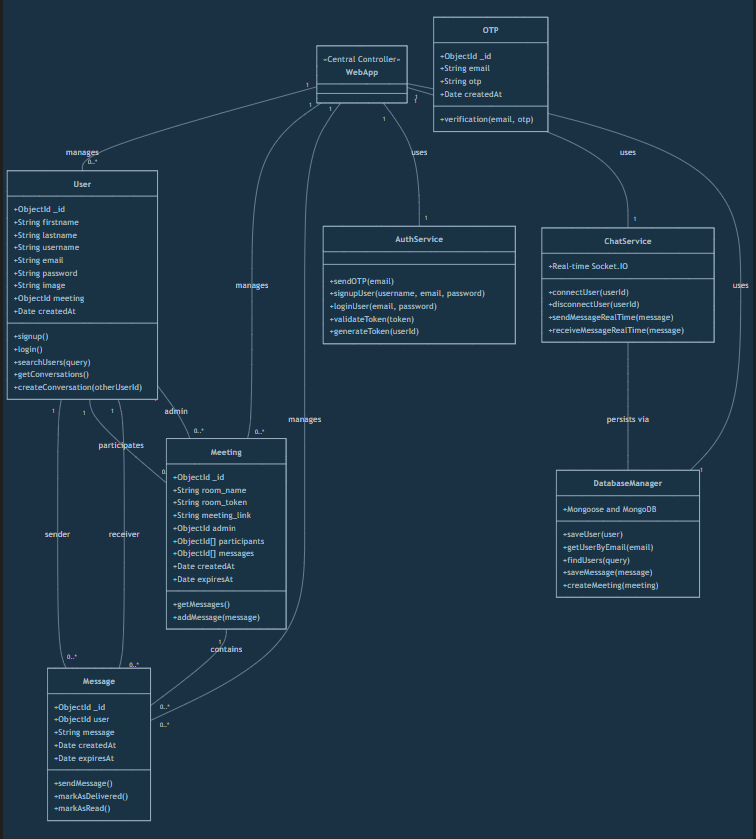 OTP
+ObjectId _id
+String email
+String otp
+Date createdAt
+verification(email, otp)
«Central Controller»
WebApp
1
1
1
1
1
1
manages
0..*
uses
uses
User
+ObjectId _id
+String firstname
+String lastname
+String username
+String email
+String password
+String image
+ObjectId meeting
+Date createdAt
+signup()
+login()
+searchUsers(query)
+getConversations()
+createConversation(otherUserId)
manages
1
AuthService
+sendOTP(email)
+signupUser(username, email, password)
+loginUser(email, password)
+validateToken(token)
+generateToken(userId)
1
ChatService
+Real-time Socket.IO
+connectUser(userId)
+disconnectUser(userId)
+sendMessageRealTime(message)
+receiveMessageRealTime(message)
uses
1
1
1
admin
0..*
0..*
manages
persists via
participates
0..
Meeting
+ObjectId _id
+String room_name
+String room_token
+String meeting_link
+ObjectId admin
+ObjectId[] participants
+ObjectId[] messages
+Date createdAt
+Date expiresAt
+getMessages()
+addMessage(message)
1
DatabaseManager
+Mongoose and MongoDB
+saveUser(user)
+getUserByEmail(email)
+findUsers(query)
+saveMessage(message)
+createMeeting(meeting)
sender
receiver
1
contains
0..*
0..*
Message
+ObjectId _id
+ObjectId user
+String message
+Date createdAt
+Date expiresAt
+sendMessage()
+markAsDelivered()
+markAsRead()
0..*
0..*